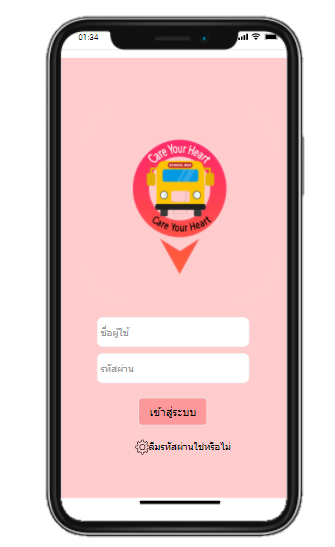 01:34
Care Your Heart
SCHOOL BUS
Care Your Heart
ชื่อผู้ใช้
รหัสผ่าน
เข้าสู่ระบบ
ลืมรหัสผ่านใช่หรือไม่